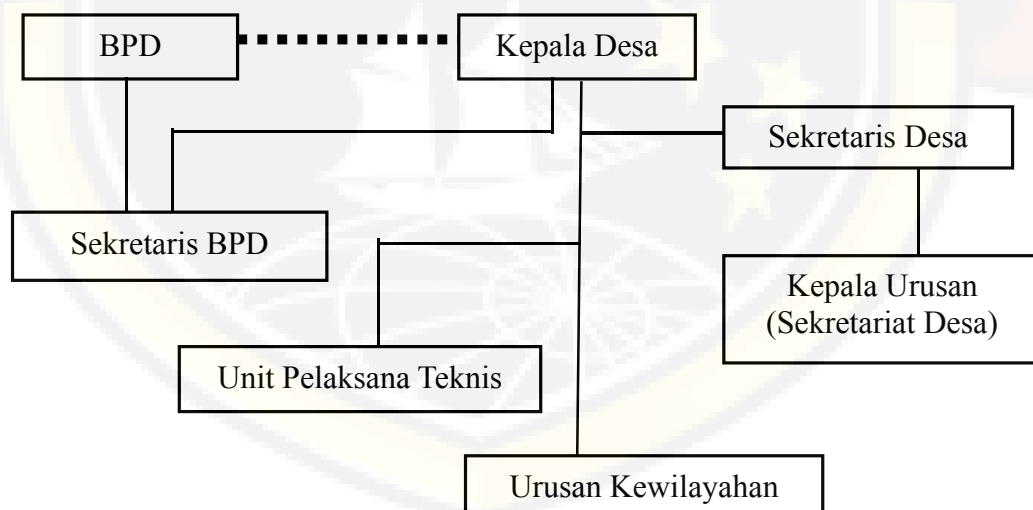 BPD
Kepala Desa
Sekretaris Desa
Sekretaris BPD
Kepala Urusan
(Sekretariat Desa)
Unit Pelaksana Teknis
Urusan Kewilayahan